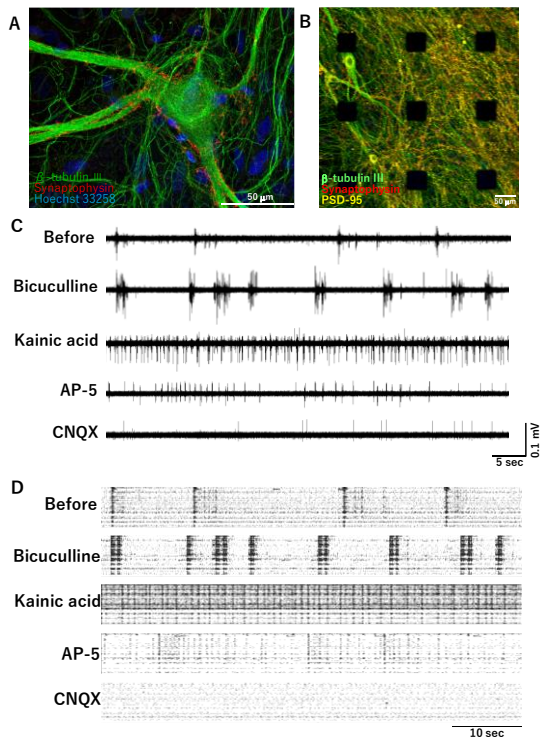 A
B
β-tubulin III
Synaptophysin
Hoechst 33258
50 μm
β-tubulin III
Synaptophysin
PSD-95
50 μm
C
Before
Bicuculline
Kainic acid
AP-5
CNQX
0.1 mV
5 sec
D
Before
Bicuculline
Kainic acid
AP-5
CNQX
10 sec